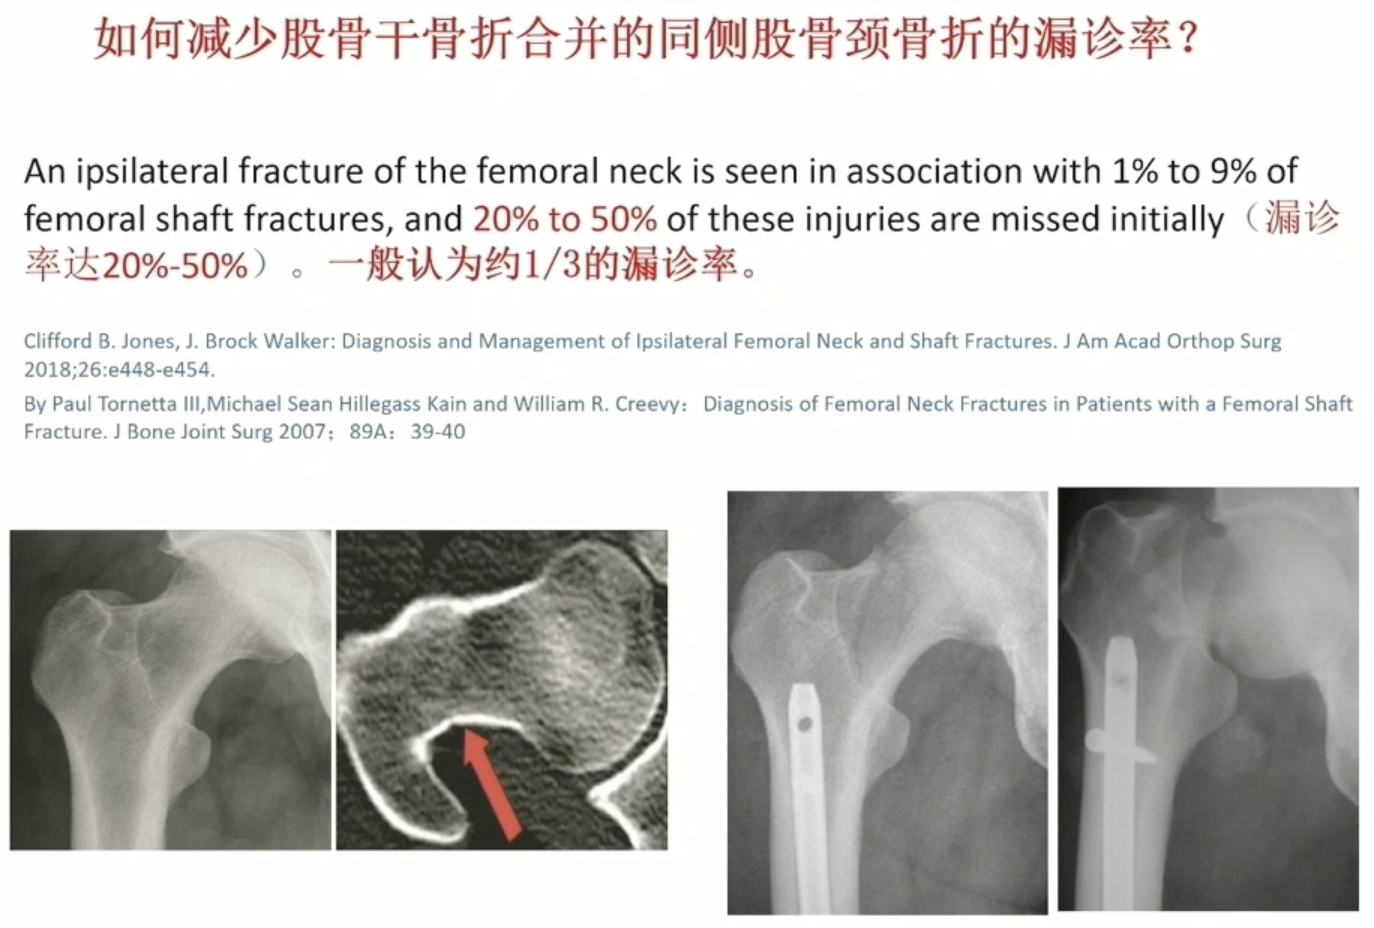 如何减少股骨干骨折合并的同侧股骨颈骨折的漏诊率？
An ipsilateral fracture of the femoral neck is seen in association with 1% to 9% of
femoral shaft fractures, and 20% to 50% of these injuries are missed initially（漏诊
率达20%-50%）。一般认为约1/3的漏诊率。
Clifford B. Jones, J. Brock Walker: Diagnosis and Management of Ipsilateral Femoral Neck and Shaft Fractures. J Am Acad Orthop Surg
2018;26:e448-e454.
By Paul Tornetta III,Michael Sean Hillegass Kain and William R. Creevy：Diagnosis of Femoral Neck Fractures in Patients with a Femoral Shaft
Fracture. J Bone Joint Surg 2007；89A：39-40